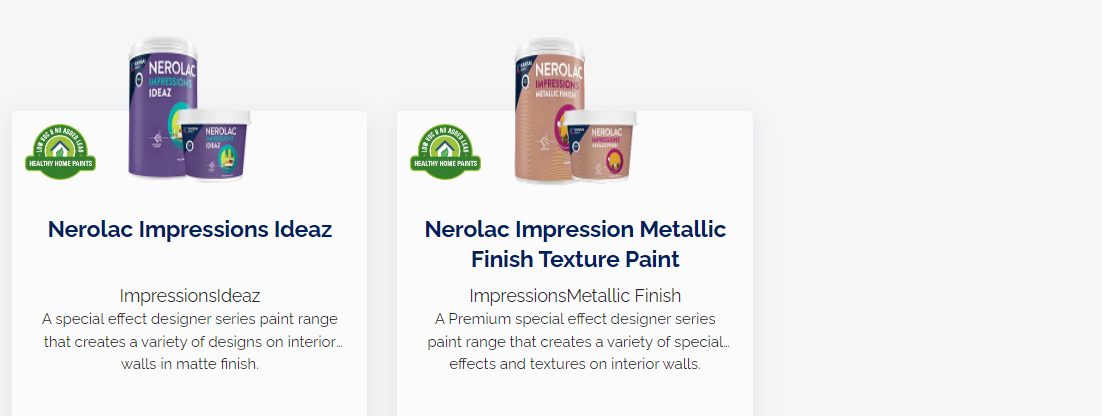 NEROLAC
IMPRESSIONS
IDEAZ
NEROLAC
IMPRESSIONS
IDEAZ
LOW VOC & NO ADDED LEAD
HEALTHY HOME PAINTS
Nerolac Impressions Ideaz
ImpressionsIdeaz
A special effect designer series paint range
that creates a variety of designs on interior...
walls in matte finish.
NEROLAC
IMPRESSIONS
METALLIC FINISH
NEROLAC
IMPRESSIONS
METALLIC FINISH
LOW VOC & NO ADDED LEAD
HEALTHY HOME PAINTS
Nerolac Impression Metallic
Finish Texture Paint
ImpressionsMetallic Finish
A Premium special effect designer series
paint range that creates a variety of special...
effects and textures on interior walls.